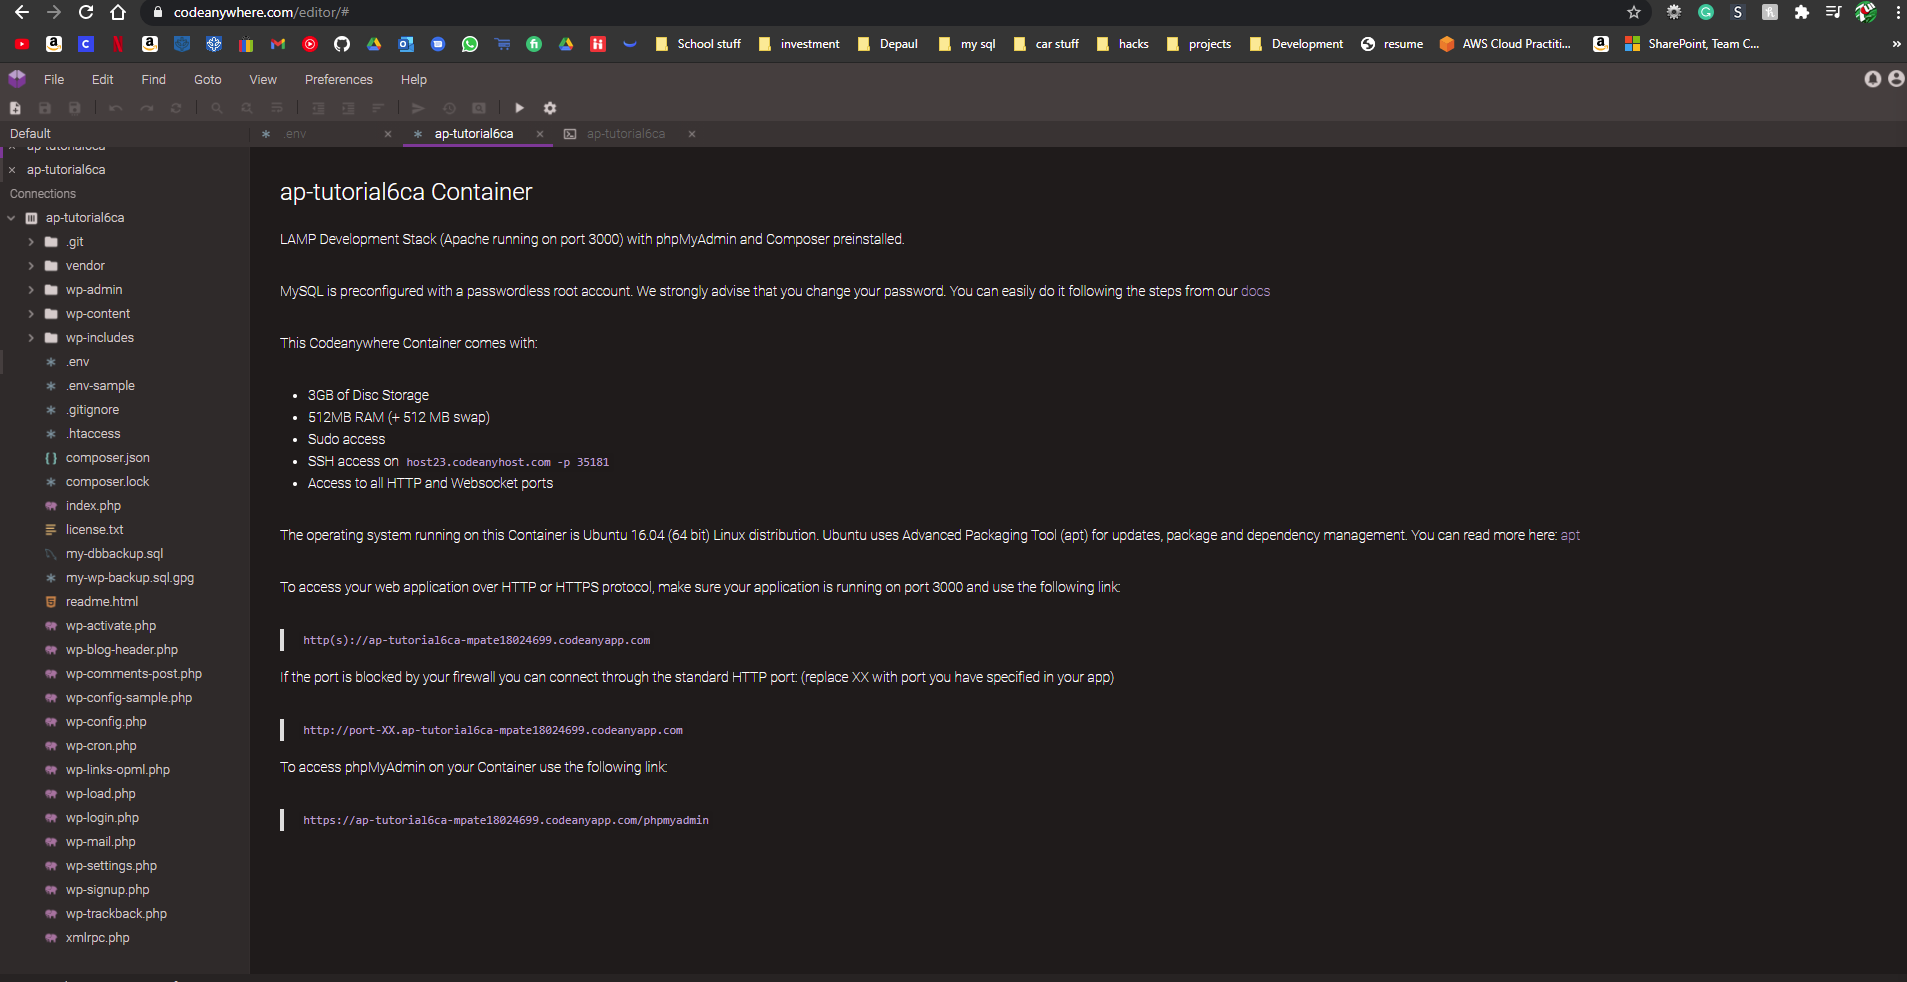 codeanywhere.com/editor/#
School stuff
investment
Depaul
my sql
car stuff
hacks
projects
Development
resume
AWS Cloud Practiti...
SharePoint, Team C...
»
File Edit Find Goto View Preferences Help
Default
.env
ap-tutorial6ca
ap-tutorial6ca
ap-tutorial6ca
ap-tutorial6ca
Connections
ap-tutorial6ca
.git
vendor
wp-admin
wp-content
wp-includes
.env
.env-sample
.gitignore
.htaccess
composer.json
composer.lock
index.php
license.txt
my-dbbackup.sql
my-wp-backup.sql.gpg
readme.html
wp-activate.php
wp-blog-header.php
wp-comments-post.php
wp-config-sample.php
wp-config.php
wp-cron.php
wp-links-opml.php
wp-load.php
wp-login.php
wp-mail.php
wp-settings.php
wp-signup.php
wp-trackback.php
xmlrpc.php
ap-tutorial6ca Container
LAMP Development Stack (Apache running on port 3000) with phpMyAdmin and Composer preinstalled.
MySQL is preconfigured with a passwordless root account. We strongly advise that you change your password. You can easily do it following the steps from our docs
This Codeanywhere Container comes with:
• 3GB of Disc Storage
• 512MB RAM (+ 512 MB swap)
• Sudo access
• SSH access on host23.codeanyhost.com -p 35181
• Access to all HTTP and Websocket ports
The operating system running on this Container is Ubuntu 16.04 (64 bit) Linux distribution. Ubuntu uses Advanced Packaging Tool (apt) for updates, package and dependency management. You can read more here: apt
To access your web application over HTTP or HTTPS protocol, make sure your application is running on port 3000 and use the following link:
http(s)://ap-tutorial6ca-mpate18024699.codeanyapp.com
If the port is blocked by your firewall you can connect through the standard HTTP port: (replace XX with port you have specified in your app)
http://port-XX.ap-tutorial6ca-mpate18024699.codeanyapp.com
To access phpMyAdmin on your Container use the following link:
https://ap-tutorial6ca-mpate18024699.codeanyapp.com/phpmyadmin